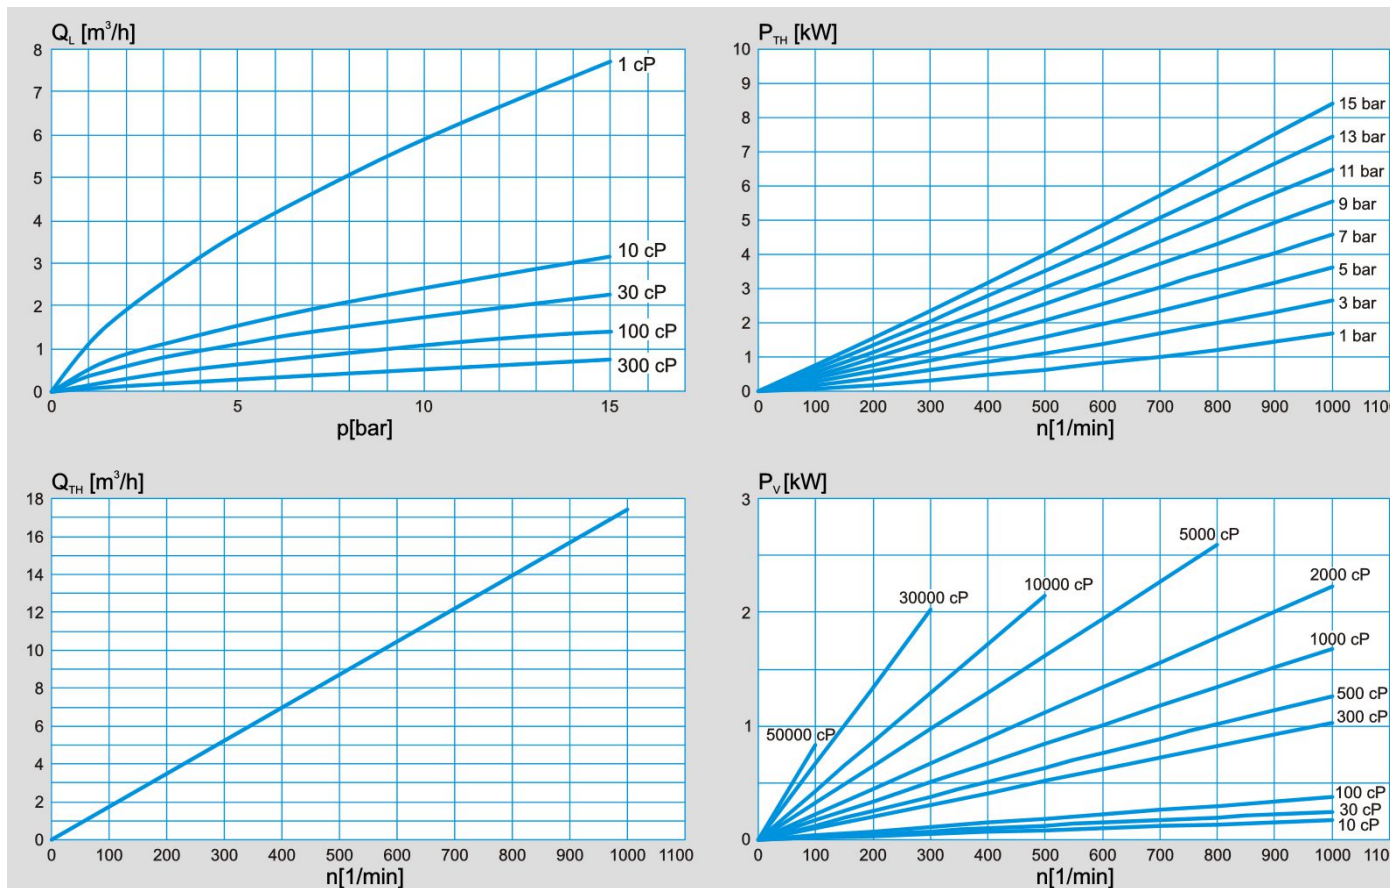 Q_L [m³/h]
8
7
6
5
4
3
2
1
0
1 cP
10 cP
30 cP
100 cP
300 cP
0 5 10 15
p[bar]
P_TH [kW]
10
9
8
7
6
5
4
3
2
1
0
15 bar
13 bar
11 bar
9 bar
7 bar
5 bar
3 bar
1 bar
0 100 200 300 400 500 600 700 800 900 1000 1100
n[1/min]
Q_TH [m³/h]
18
16
14
12
10
8
6
4
2
0
0 100 200 300 400 500 600 700 800 900 1000 1100
n[1/min]
P_V [kW]
3
2
1
0
50000 cP
30000 cP
10000 cP
5000 cP
2000 cP
1000 cP
500 cP
300 cP
100 cP
30 cP
10 cP
0 100 200 300 400 500 600 700 800 900 1000 1100
n[1/min]